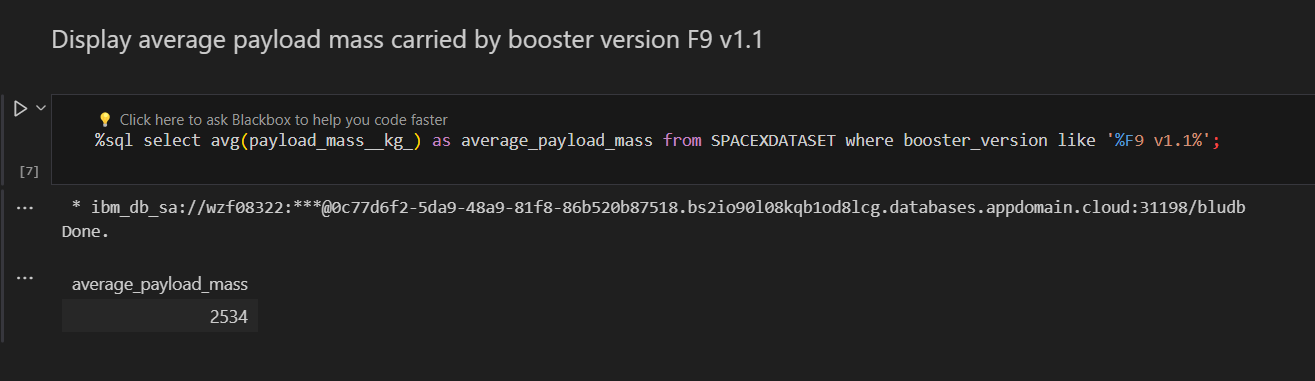 Display average payload mass carried by booster version F9 v1.1
💡 Click here to ask Blackbox to help you code faster
%sql select avg(payload_mass__kg_) as average_payload_mass from SPACEXDATASET where booster_version like '%F9 v1.1%';
[7]
* ibm_db_sa://wzf08322:***@0c77d6f2-5da9-48a9-81f8-86b520b87518.bs2io90l08kqb1od8lcg.databases.appdomain.cloud:31198/bludb
Done.
average_payload_mass
2534